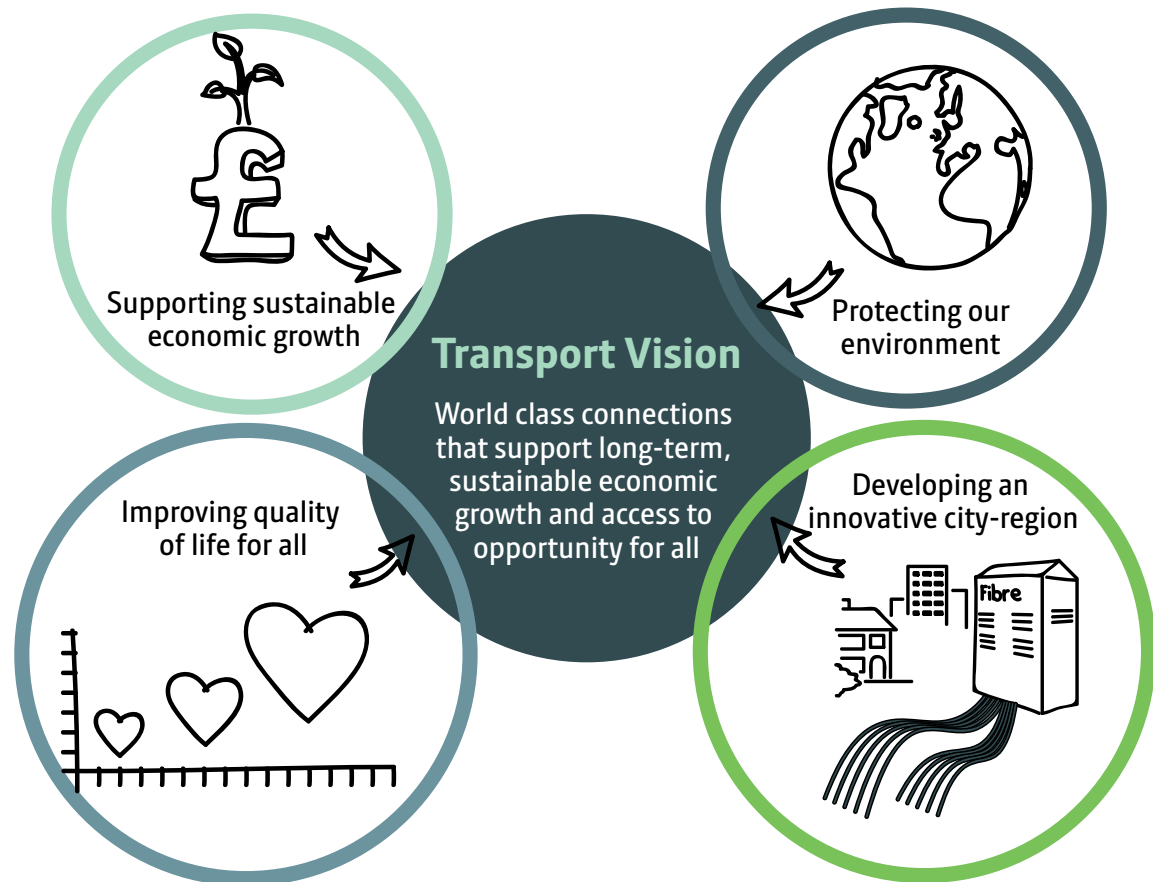 Supporting sustainable
economic growth
Protecting our
environment
Transport Vision
World class connections
that support long-term,
sustainable economic
growth and access to
opportunity for all
Improving quality
of life for all
Developing an
innovative city-region
Fibre